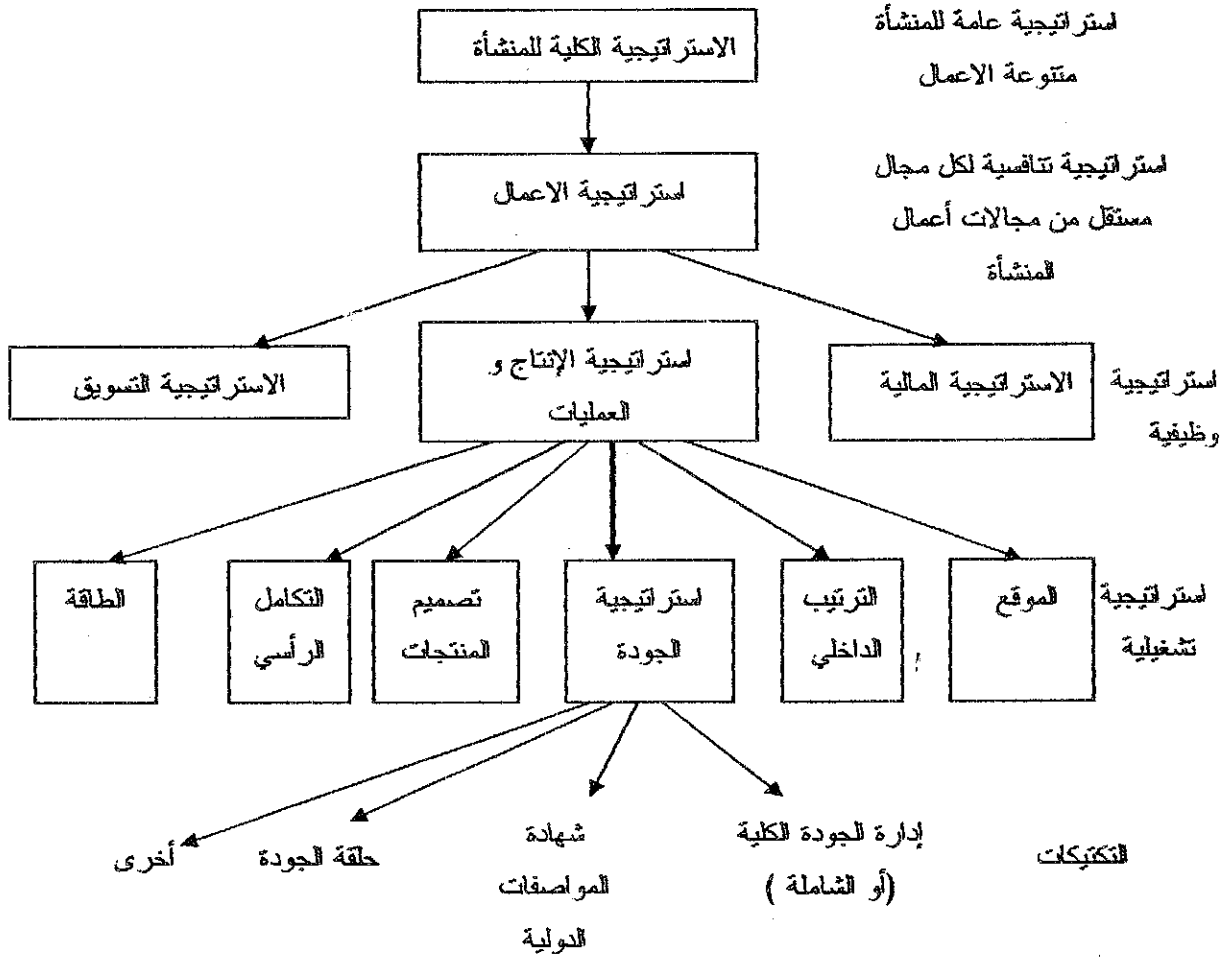 استراتيجية عامة للمنشأة
متنوعة الاعمال
الاستراتيجية الكلية للمنشأة
استراتيجية تنافسية لكل مجال
مستقل من مجالات أعمال
المنشأة
استراتيجية الاعمال
استراتيجية
وظيفية
الاستراتيجية المالية
استراتيجية الإنتاج و
العمليات
الاستراتيجية التسويق
استراتيجية
تشغيلية
الموقع
الترتيب
الداخلي
استراتيجية
الجودة
تصميم
المنتجات
التكامل
الرأسي
الطاقة
التكتيكات
إدارة الجودة الكلية
(أو الشاملة )
شهادة
المواصفات
الدولية
حلقة الجودة
أخرى